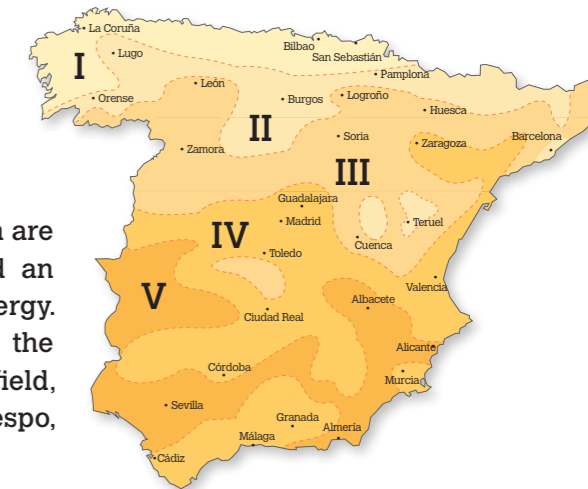 La Coruña
Lugo
Bilbao
San Sebastián
I
Pamplona
León
Orense
Burgos
Logroño
Huesca
II
Soria
Zaragoza
Barcelona
Zamora
III
Guadalajara
Madrid
Teruel
IV
Cuenca
Toledo
V
Valencia
Albacete
Ciudad Real
Alicante
Córdoba
Murcia
Sevilla
Granada
Almería
Málaga
Cádiz
are
d an
ergy.
the
field,
espo,